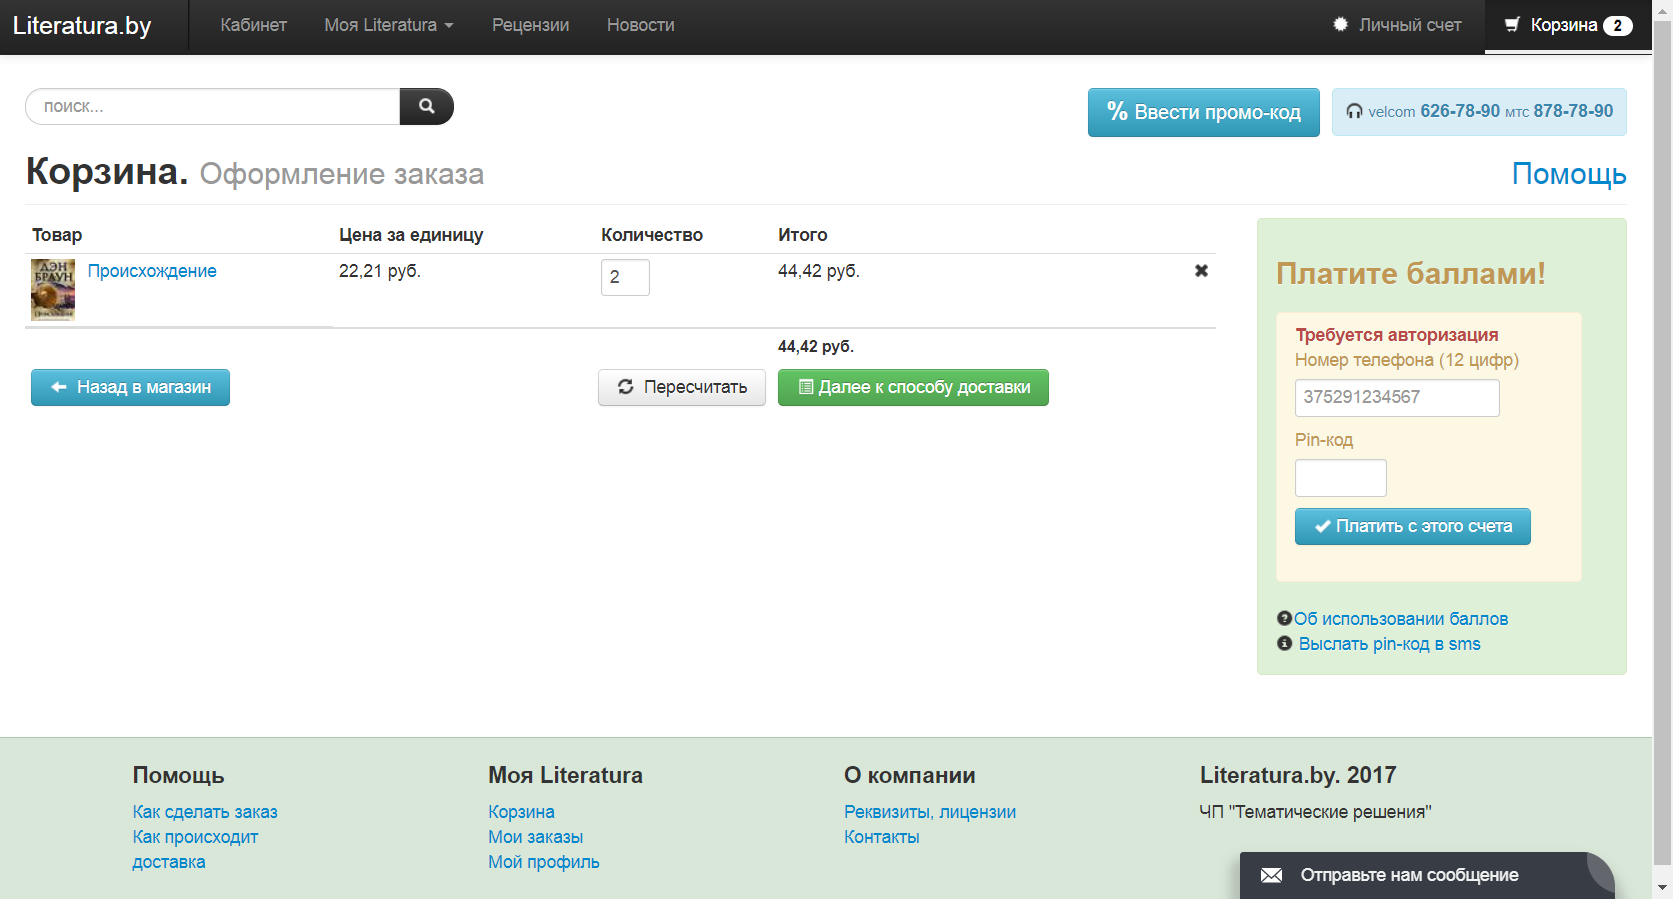 Literatura.by
Кабинет
Моя Literatura
Рецензии
Новости
Личный счет
Корзина 2
поиск...
% Ввести промо-код
velcom 626-78-90 мтс 878-78-90
Корзина. Оформление заказа
Помощь
Товар
Цена за единицу
Количество
Итого
ДЭН
БРАУН
Происхождение
22,21 руб.
2
44,42 руб.
44,42 руб.
Назад в магазин
Пересчитать
Далее к способу доставки
Платите баллами!
Требуется авторизация
Номер телефона (12 цифр)
375291234567
Pin-код
Платить с этого счета
Об использовании баллов
Выслать pin-код в sms
Помощь
Как сделать заказ
Как происходит
доставка
Моя Literatura
Корзина
Мои заказы
Мой профиль
О компании
Реквизиты, лицензии
Контакты
Literatura.by. 2017
ЧП "Тематические решения"
Отправьте нам сообщение